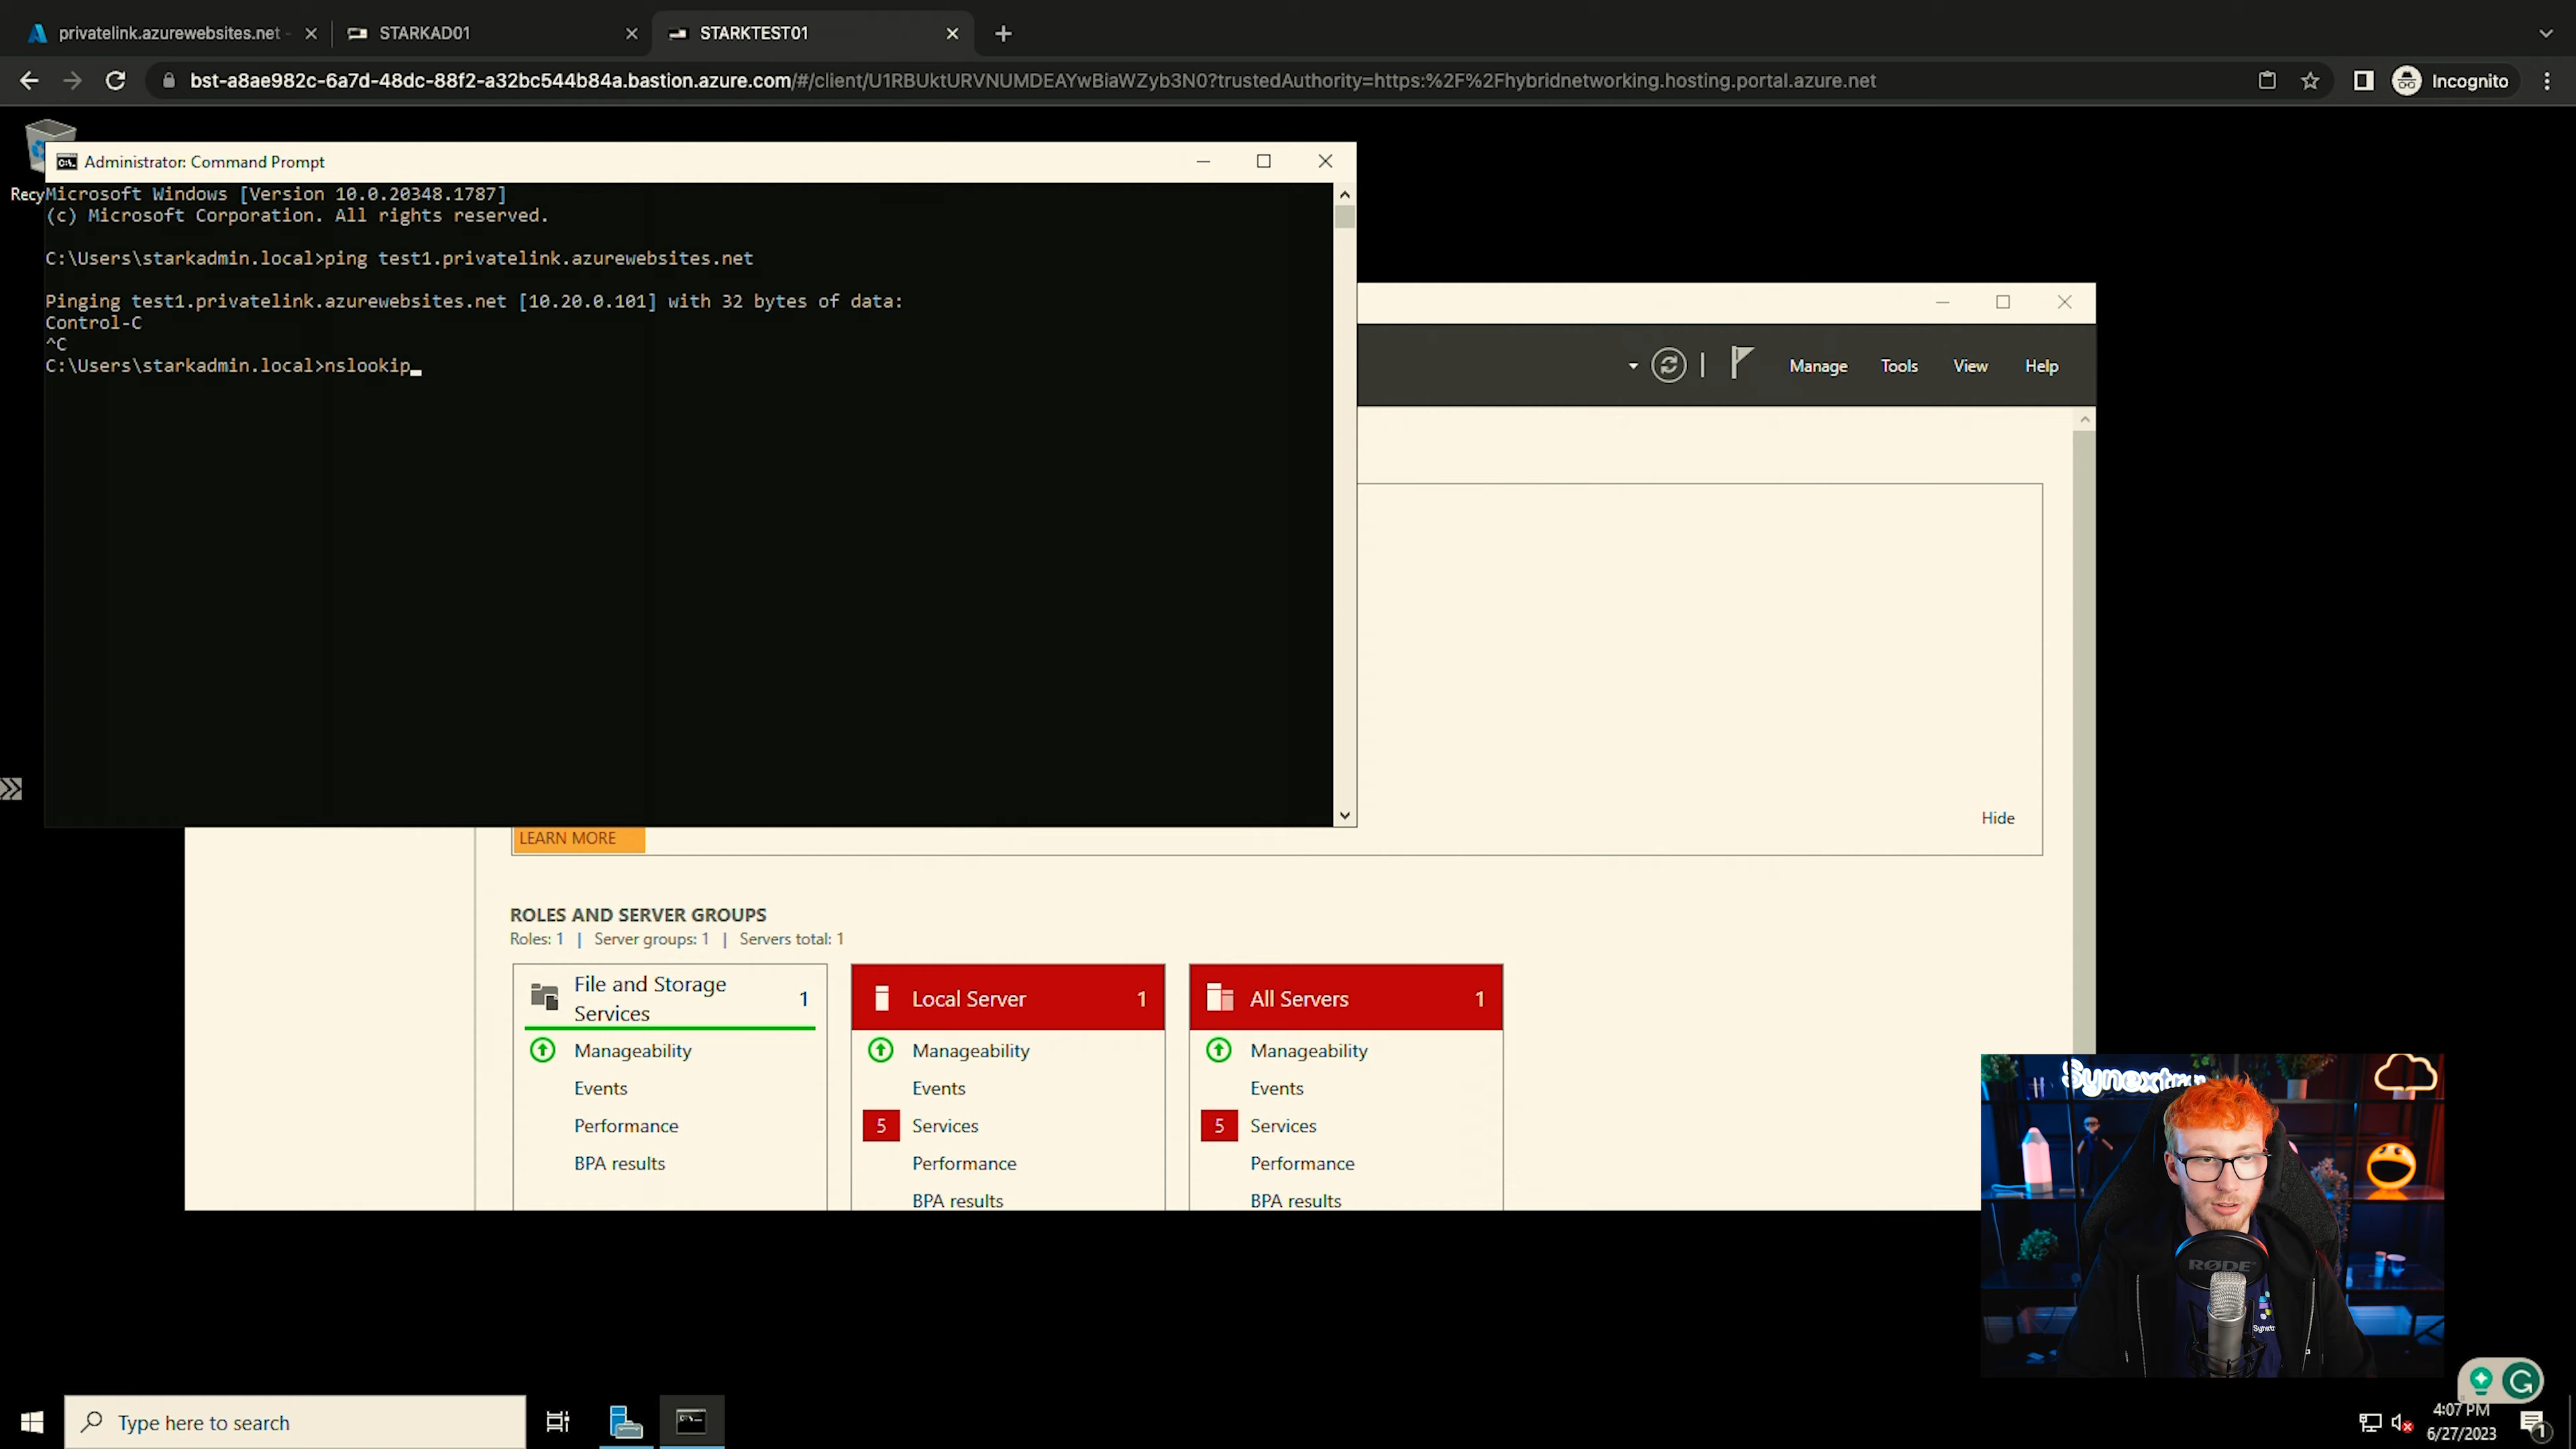 privatelink.azurewebsites.net -
STARKAD01
STARKTEST01
bst-a8ae982c-6a7d-48dc-88f2-a32bc544b84a.bastion.azure.com/#/client/U1RBUktURVNUMDEAYwBiaWZyb3N0?trustedAuthority=https:%2F%2Fhybridnetworking.hosting.portal.azure.net
Incognito
Administrator: Command Prompt
Recy
Microsoft Windows [Version 10.0.20348.1787]
(c) Microsoft Corporation. All rights reserved.
C:\Users\starkadmin.local>ping test1.privatelink.azurewebsites.net
Pinging test1.privatelink.azurewebsites.net [10.20.0.101] with 32 bytes of data:
Control-C
^C
C:\Users\starkadmin.local>nslookip
Manage Tools View Help
Hide
LEARN MORE
ROLES AND SERVER GROUPS
Roles: 1 | Server groups: 1 | Servers total: 1
File and Storage Services 1
Manageability
Events
Performance
BPA results
Local Server 1
Manageability
Events
5 Services
Performance
BPA results
All Servers 1
Manageability
Events
5 Services
Performance
BPA results
RØDE
Type here to search
4:07 PM
6/27/2023
1